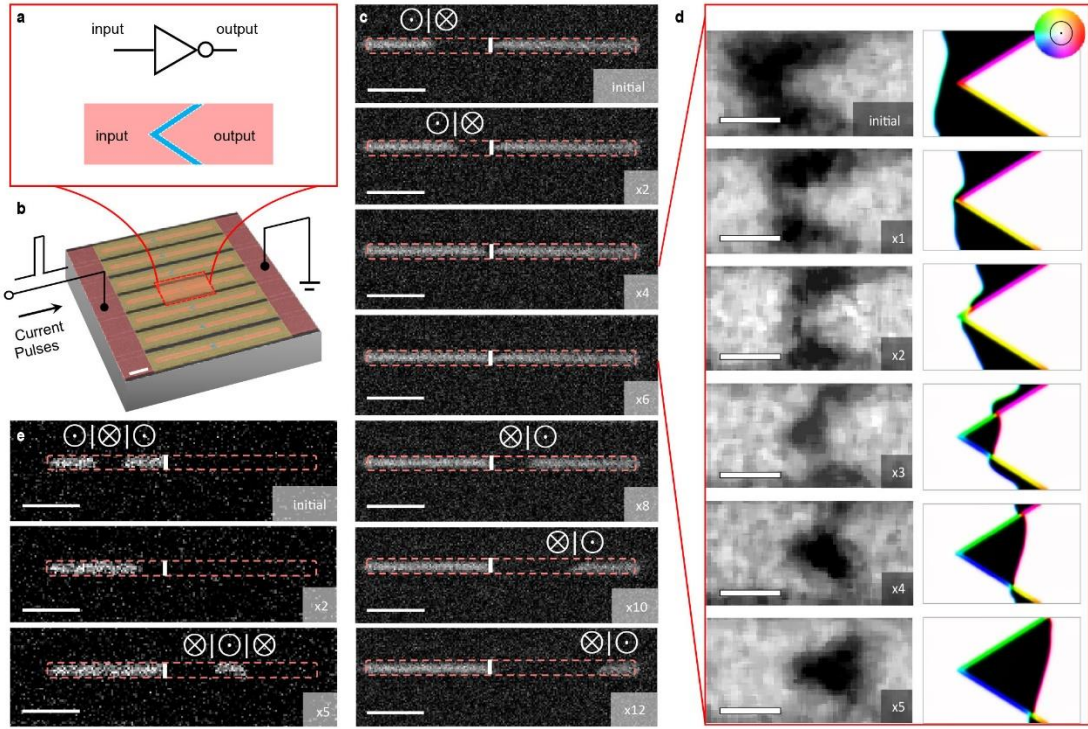 a
input
output
input
output
b
Current
Pulses
c
initial
x2
x4
x6
x8
x10
x12
d
initial
x1
x2
x3
x4
x5
e
initial
x2
x5